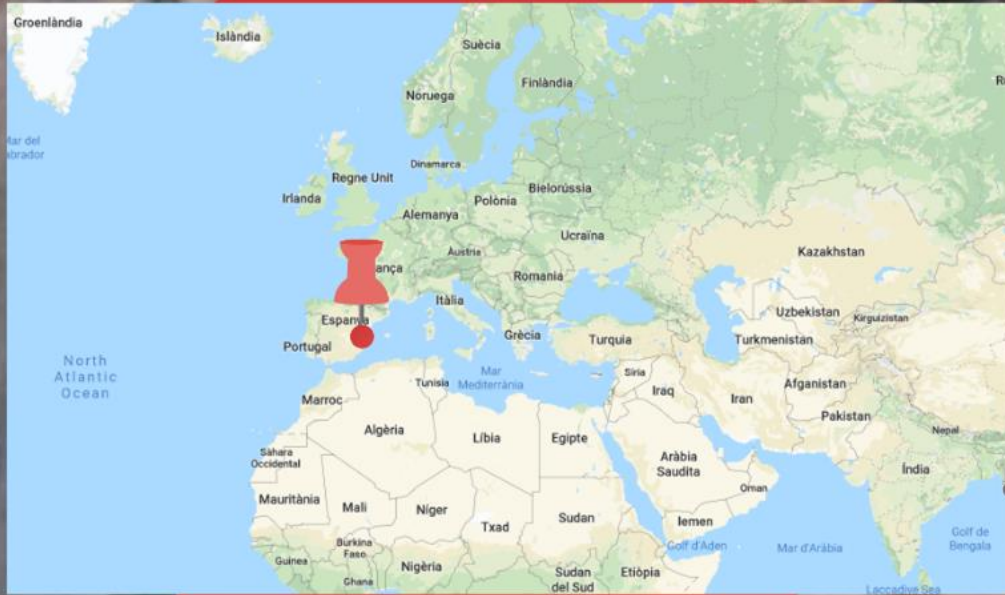 Groenlàndia
Islàndia
Suècia
Finlàndia
Noruega
Mar del
Labrador
Dinamarca
Regne Unit
Irlanda
Bielorússia
Polònia
Alemanya
Ucraïna
Àustria
Kazakhstan
ança
Romania
Itàlia
Uzbekistan
Kirguizistan
Espanya
Grècia
Turquia
Turkmenistan
Portugal
North
Atlantic
Ocean
Mar
Mediterrània
Tunísia
Síria
Iraq
Iran
Afganistan
Marroc
Pakistan
Algèria
Líbia
Egipte
Nepal
Sàhara
Occidental
Aràbia
Saudita
Índia
Oman
Mauritània
Mali
Níger
Txad
Sudan
Iemen
Golf de
Bengala
Burkina
Faso
Golf d'Aden
Mar d'Aràbia
Guinea
Nigèria
Ghana
Sudan
del Sud
Etiòpia
Laccadive Sea